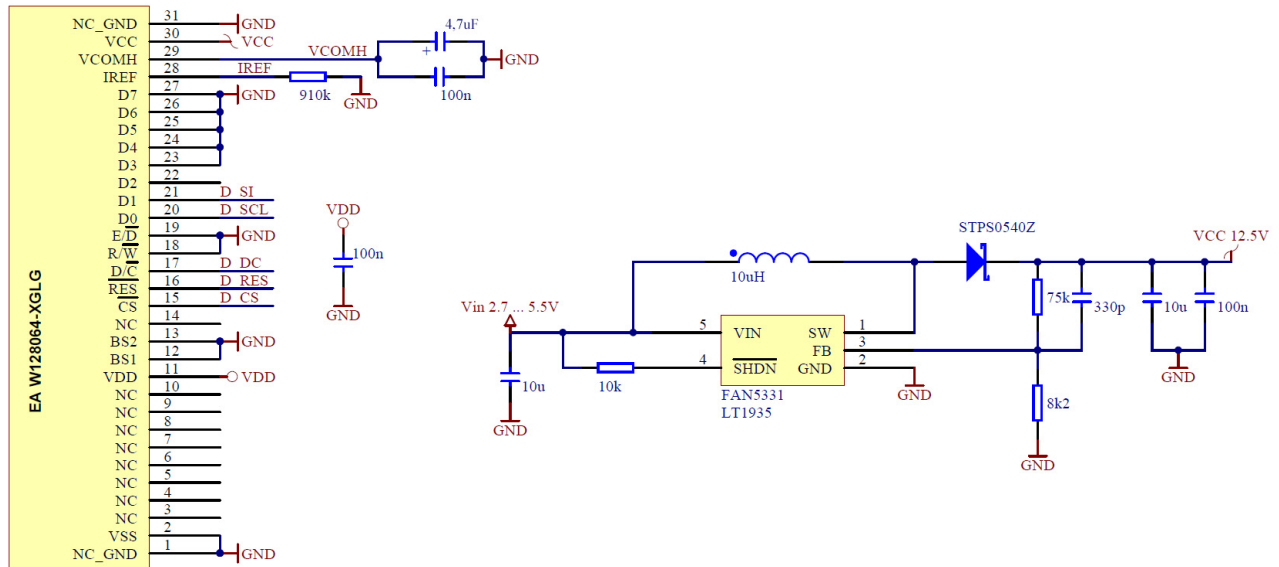 EA W128064-XGLG
NC_GND 31 GND
VCC 30 VCC
VCOMH 29 VCOMH
IREF 28 IREF
D7 27 GND
D6 26
D5 25
D4 24
D3 23
D2 22
D1 21 D_SI
D0 20 D_SCL
E/D 19 GND
R/W 18
D/C 17 D_DC
RES 16 D_RES
CS 15 D_CS
NC 14
BS2 13 GND
BS1 12
VDD 11 VDD
NC 10
NC 9
NC 8
NC 7
NC 6
NC 5
NC 4
NC 3
VSS 2
NC_GND 1 GND
910k
GND
4,7uF
+
100n
GND
VDD
100n
GND
Vin 2.7 ... 5.5V
10u
GND
10k
10uH
5 VIN SW 1
FB 3
4 SHDN GND 2
FAN5331
LT1935
GND
STPS0540Z
VCC 12.5V
75k
330p
10u
100n
GND
8k2
GND